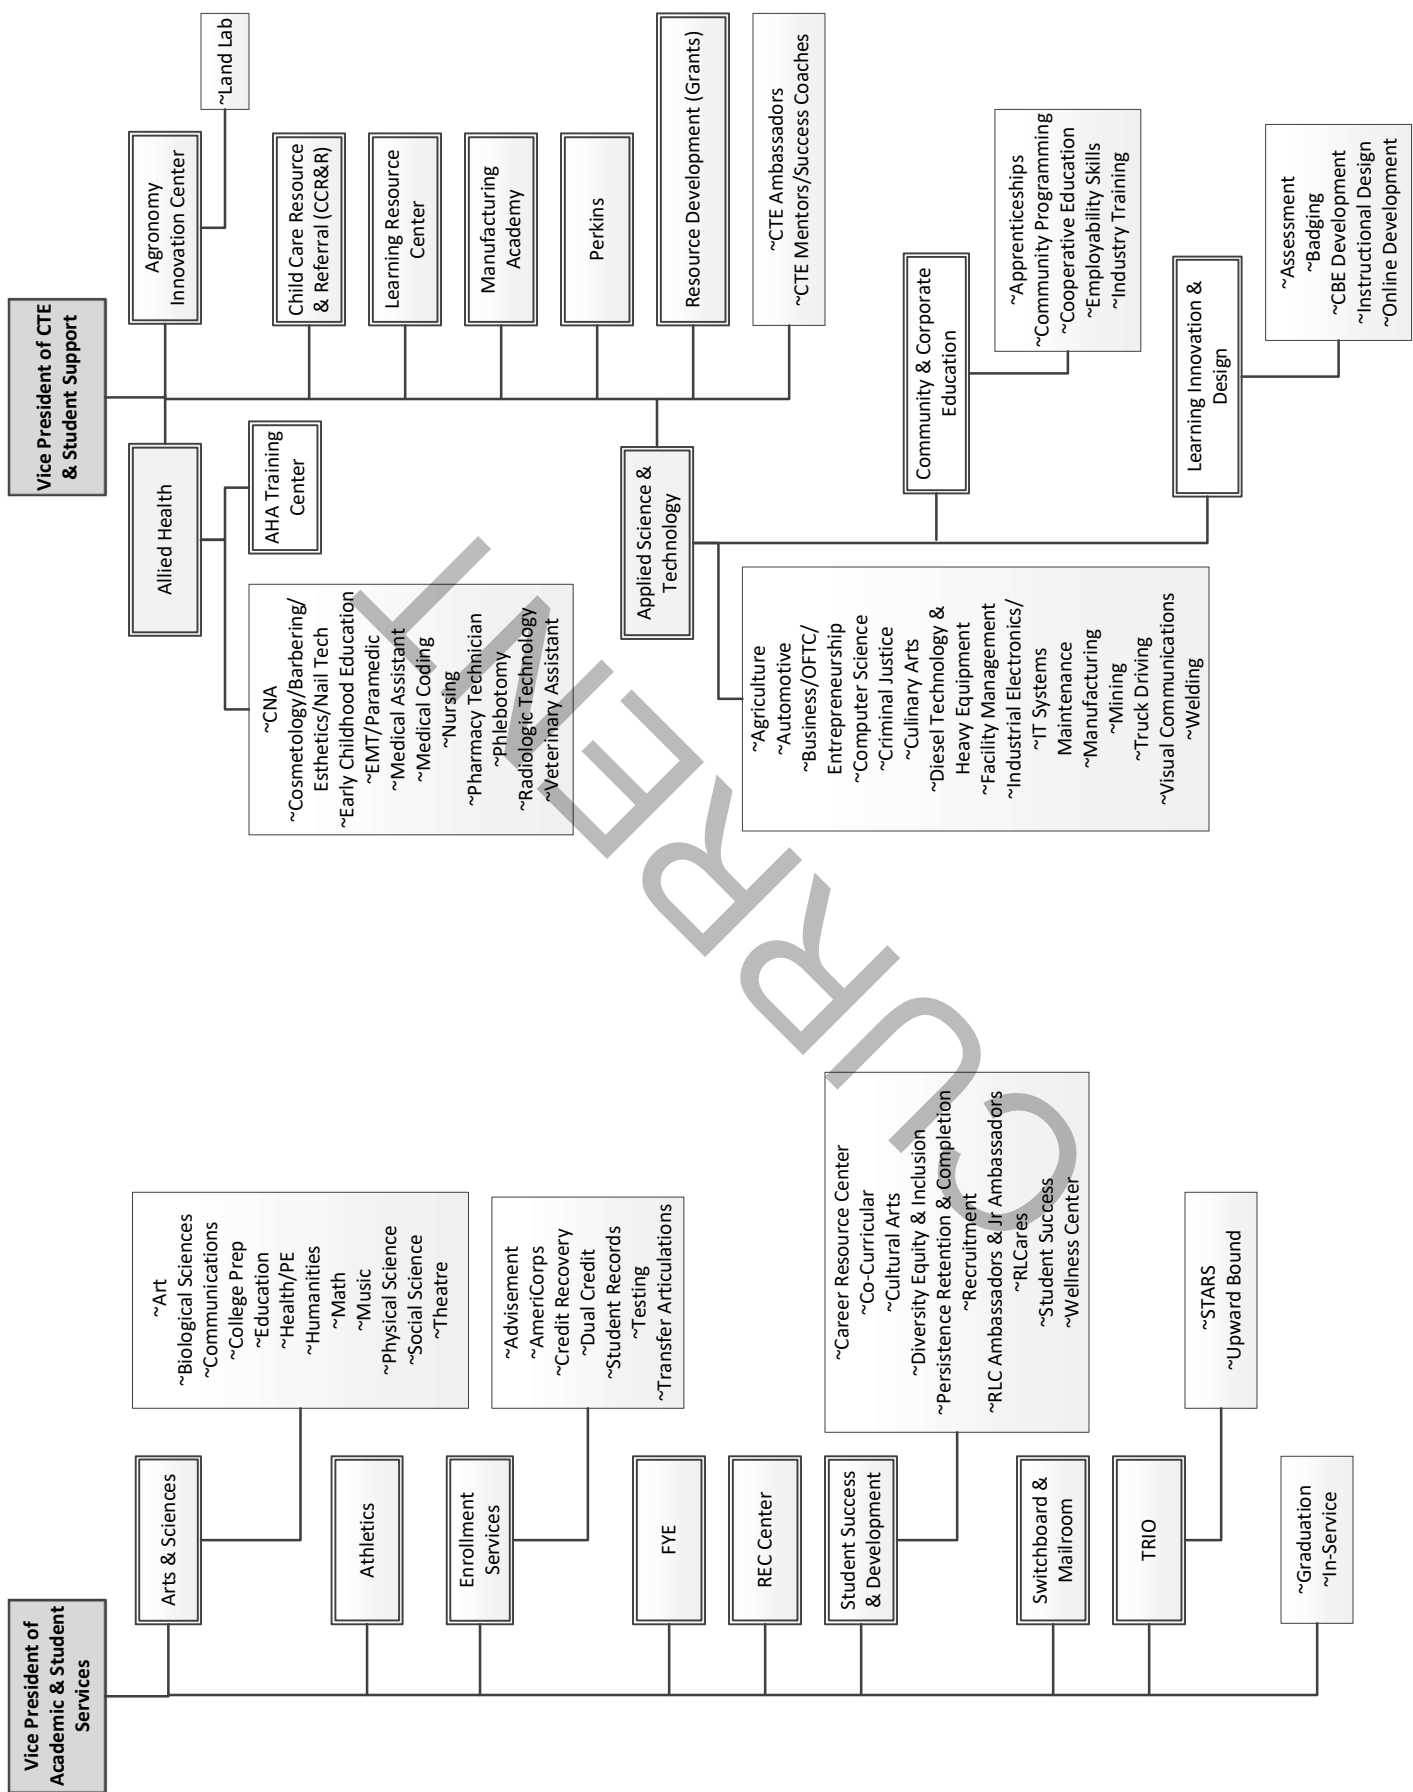 Vice President of
Academic & Student
Services
Arts & Sciences
~Art
~Biological Sciences
~Communications
~College Prep
~Education
~Health/PE
~Humanities
~Math
~Music
~Physical Science
~Social Science
~Theatre
Athletics
Enrollment
Services
~Advisement
~AmeriCorps
~Credit Recovery
~Dual Credit
~Student Records
~Testing
~Transfer Articulations
FYE
REC Center
Student Success
& Development
~Career Resource Center
~Co-Curricular
~Cultural Arts
~Diversity Equity & Inclusion
~Persistence Retention & Completion
~Recruitment
~RLC Ambassadors & Jr Ambassadors
~RLCares
~Student Success
~Wellness Center
Switchboard &
Mailroom
TRIO
~STARS
~Upward Bound
~Graduation
~In-Service
Vice President of CTE
& Student Support
Allied Health
~CNA
~Cosmetology/Barbering/
Esthetics/Nail Tech
~Early Childhood Education
~EMT/Paramedic
~Medical Assistant
~Medical Coding
~Nursing
~Pharmacy Technician
~Phlebotomy
~Radiologic Technology
~Veterinary Assistant
AHA Training
Center
Agronomy
Innovation Center
~Land Lab
Child Care Resource
& Referral (CCR&R)
Learning Resource
Center
Manufacturing
Academy
Perkins
Applied Science &
Technology
~Agriculture
~Automotive
~Business/OFTC/
Entrepreneurship
~Computer Science
~Criminal Justice
~Culinary Arts
~Diesel Technology &
Heavy Equipment
~Facility Management
~Industrial Electronics/
~IT Systems
Maintenance
~Manufacturing
~Mining
~Truck Driving
~Visual Communications
~Welding
Resource Development (Grants)
~CTE Ambassadors
~CTE Mentors/Success Coaches
Community & Corporate
Education
~Apprenticeships
~Community Programming
~Cooperative Education
~Employability Skills
~Industry Training
Learning Innovation &
Design
~Assessment
~Badging
~CBE Development
~Instructional Design
~Online Development
CURRENT